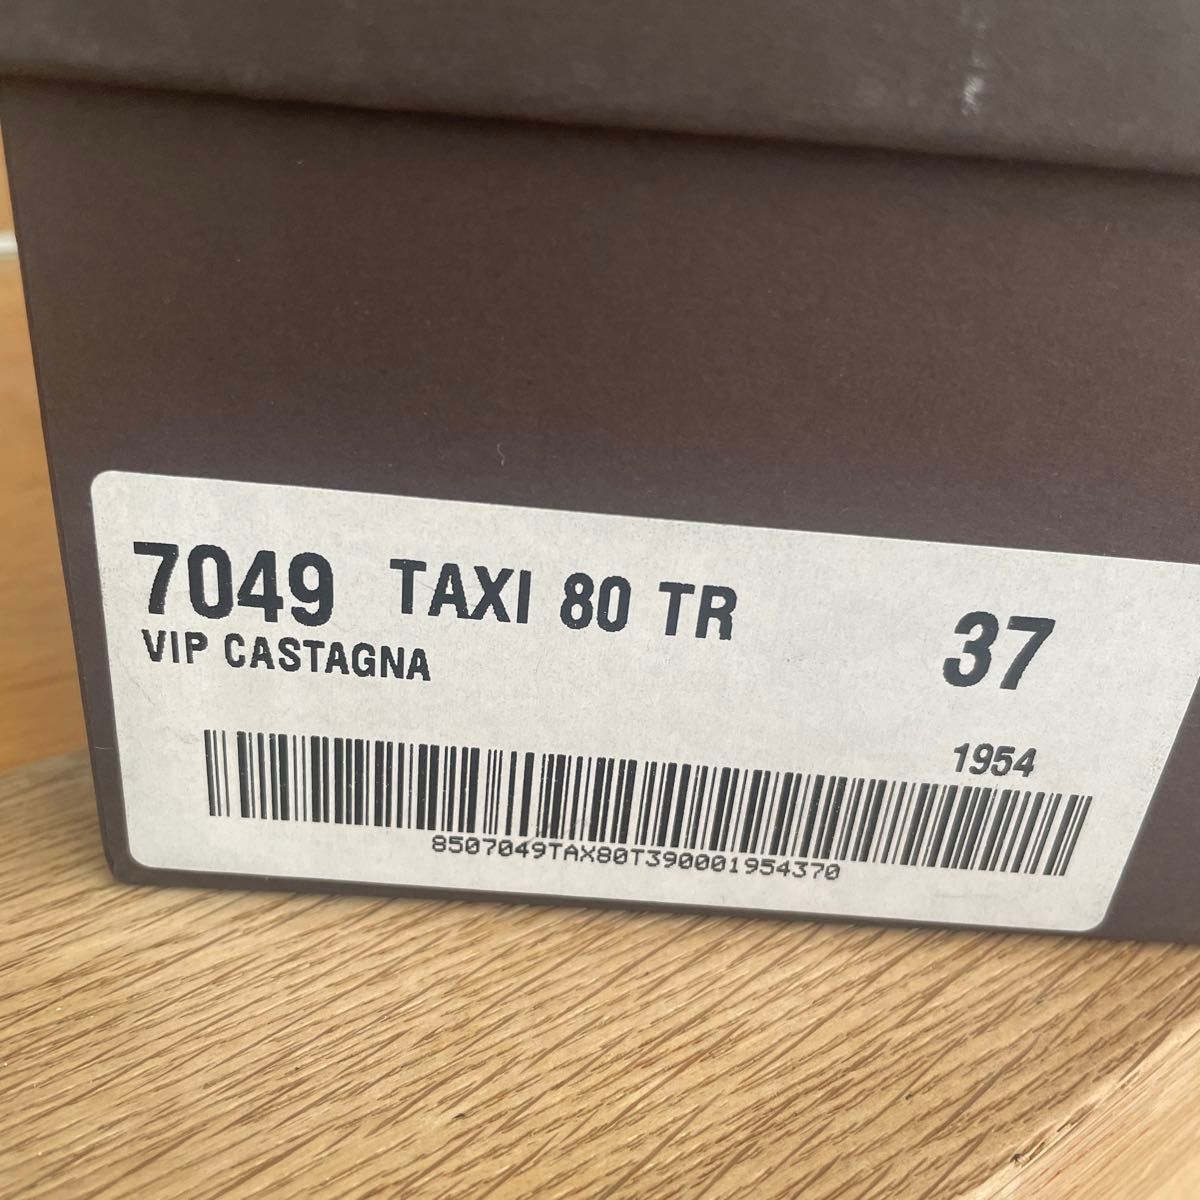 7049 TAXI 80 TR 37
VIP CASTAGNA
1954
8507049TAX80T390001954370